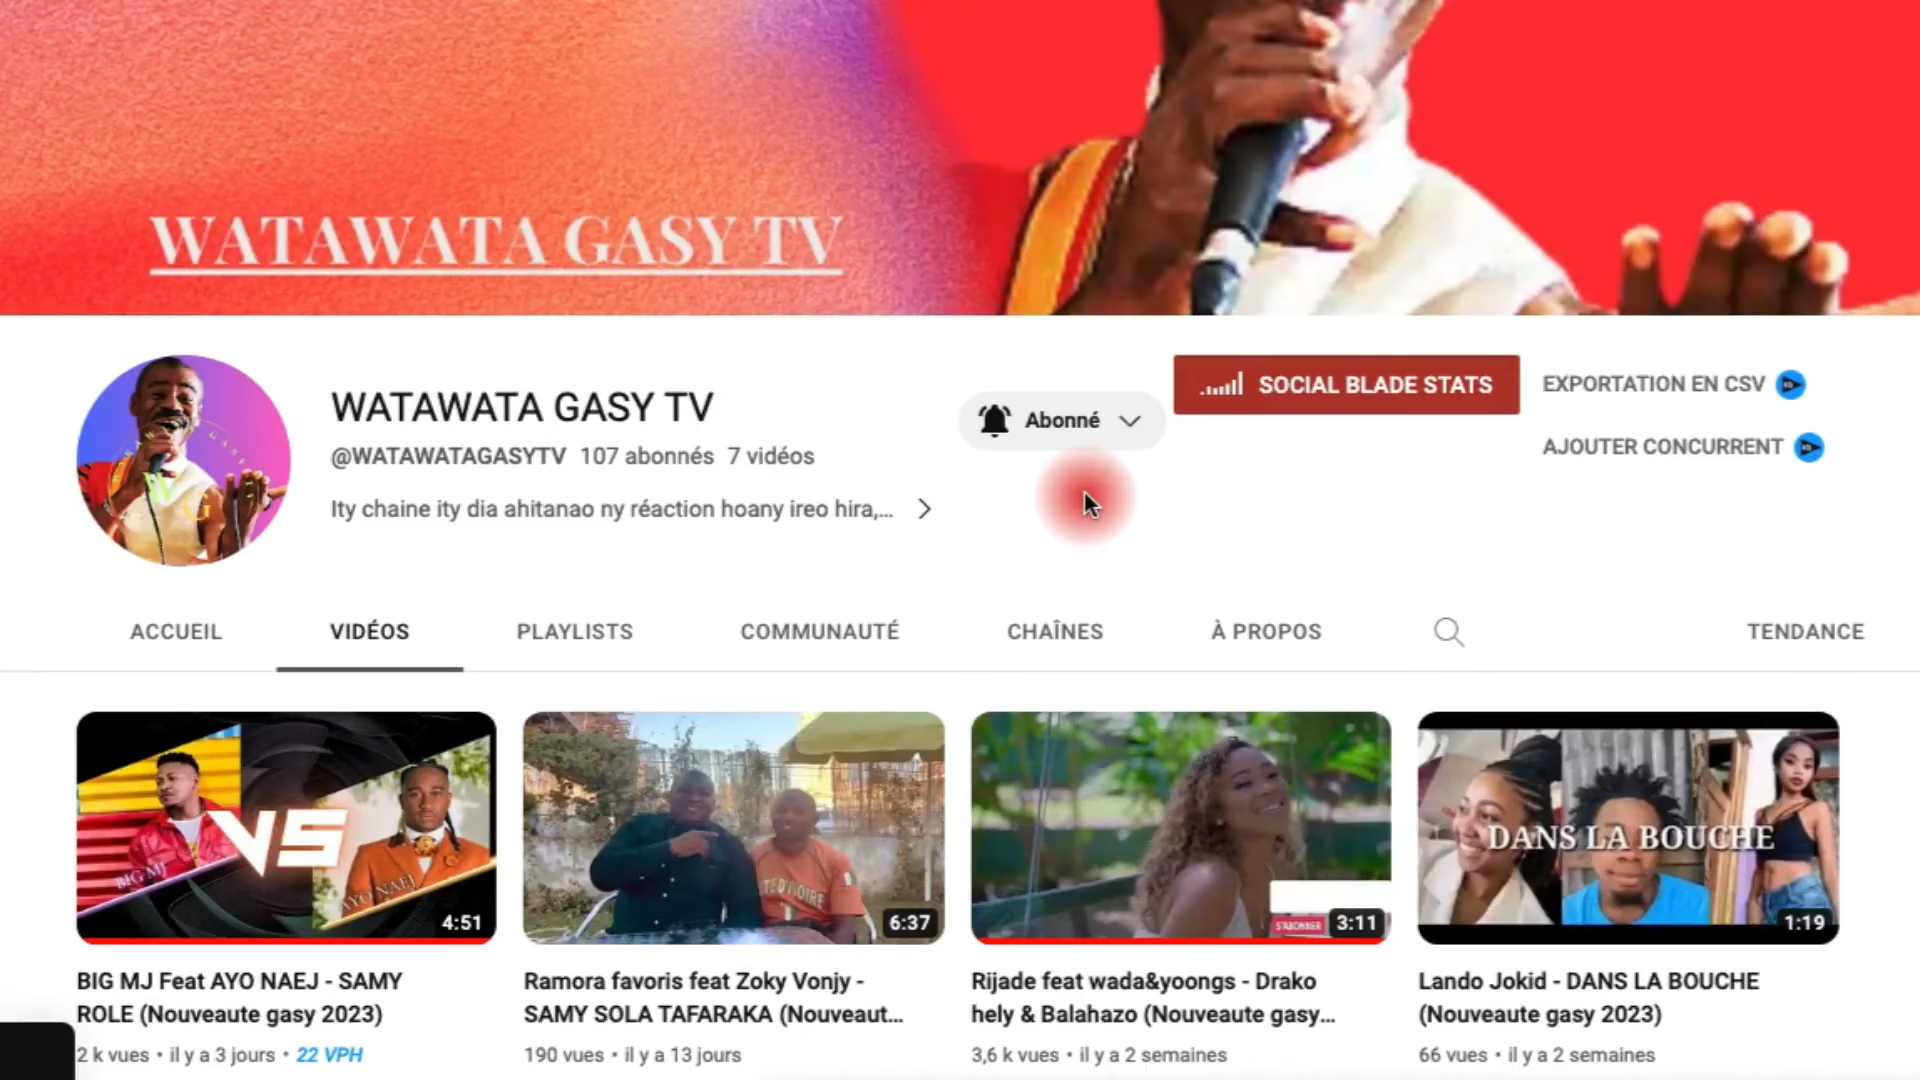 WATAWATA GASY TV
WATAWATA GASY TV
@WATAWATAGASYTV 107 abonnés 7 vidéos
Ity chaine ity dia ahitanao ny réaction hoany ireo hira,...
Abonné
SOCIAL BLADE STATS
EXPORTATION EN CSV
AJOUTER CONCURRENT
ACCUEIL VIDÉOS PLAYLISTS COMMUNAUTÉ CHAÎNES À PROPOS TENDANCE
VS
BIG MJ
AYO NAEJ
4:51
BIG MJ Feat AYO NAEJ - SAMY
ROLE (Nouveaute gasy 2023)
2 k vues • il y a 3 jours • 22 VPH
6:37
Ramora favoris feat Zoky Vonjy -
SAMY SOLA TAFARAKA (Nouveaut...
190 vues • il y a 13 jours
S'ABONNER
3:11
Rijade feat wada&yoongs - Drako
hely & Balahazo (Nouveaute gasy...
3,6 k vues • il y a 2 semaines
DANS LA BOUCHE
1:19
Lando Jokid - DANS LA BOUCHE
(Nouveaute gasy 2023)
66 vues • il y a 2 semaines